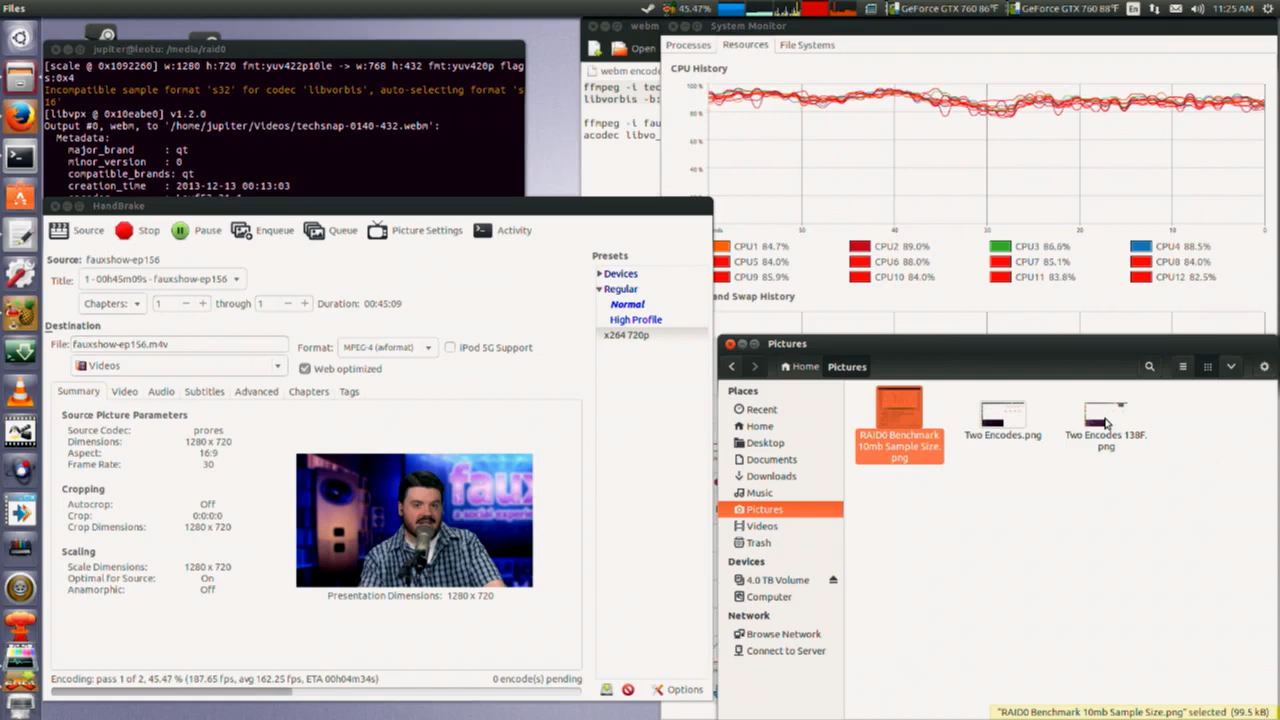 Files
45.47%
GeForce GTX 760 86°F
GeForce GTX 760 88°F
En
11:25 AM
jupiter@leotu: /media/raid0
[scale @ 0x1092260] w:1280 h:720 fmt:yuv422p10le -> w:768 h:432 fmt:yuv420p flag
s:0x4
Incompatible sample format 's32' for codec 'libvorbis', auto-selecting format 's
16'
[libvpx @ 0x10eabe0] v1.2.0
Output #0, webm, to '/home/jupiter/Videos/techsnap-0140-432.webm':
Metadata:
major_brand : qt
minor_version : 0
compatible_brands: qt
creation_time : 2013-12-13 00:13:03
webm
Open
webm encode
ffmpeg -i tec
libvorbis -b:
ffmpeg -i fau
acodec libvo_
System Monitor
Processes
Resources
File Systems
CPU History
100 %
80 %
60 %
40 %
20 %
50
40
30
20
10
0
CPU1 84.7%
CPU2 89.0%
CPU3 86.6%
CPU4 88.5%
CPU5 84.0%
CPU6 88.0%
CPU7 85.1%
CPU8 84.0%
CPU9 85.9%
CPU10 84.0%
CPU11 83.8%
CPU12 82.5%
and Swap History
HandBrake
Source
Stop
Pause
Enqueue
Queue
Picture Settings
Activity
Source: fauxshow-ep156
Title: 1 - 00h45m09s - fauxshow-ep156
Chapters: 1 through 1 Duration: 00:45:09
Destination
File: fauxshow-ep156.m4v
Videos
Format: MPEG-4 (avformat)
iPod 5G Support
Web optimized
Presets
Devices
Regular
Normal
High Profile
x264 720p
Summary
Video
Audio
Subtitles
Advanced
Chapters
Tags
Source Picture Parameters
Source Codec: prores
Dimensions: 1280 x 720
Aspect: 16:9
Frame Rate: 30
Cropping
Autocrop: Off
Crop: 0:0:0:0
Crop Dimensions: 1280 x 720
Scaling
Scale Dimensions: 1280 x 720
Optimal for Source: On
Anamorphic: Off
Presentation Dimensions: 1280 x 720
Encoding: pass 1 of 2, 45.47 % (187.65 fps, avg 162.25 fps, ETA 00h04m34s)
0 encode(s) pending
Options
Pictures
Home
Pictures
Places
Recent
Home
Desktop
Documents
Downloads
Music
Pictures
Videos
Trash
Devices
4.0 TB Volume
Computer
Network
Browse Network
Connect to Server
RAID0 Benchmark
10mb Sample Size.
png
Two Encodes.png
Two Encodes 138F.
png
"RAID0 Benchmark 10mb Sample Size.png" selected (99.5 kB)